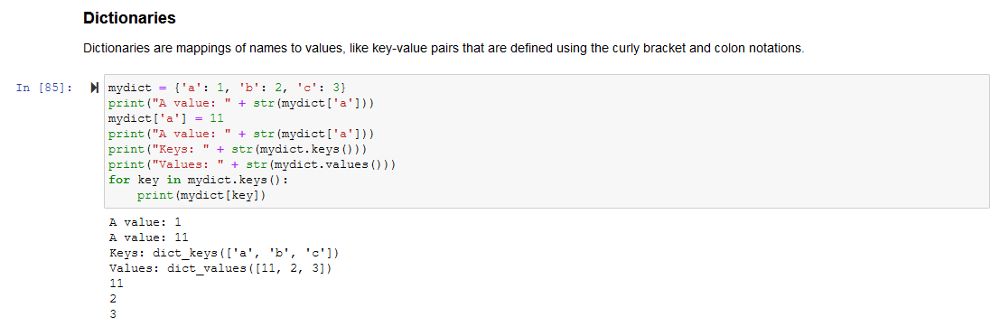 Dictionaries
Dictionaries are mappings of names to values, like key-value pairs that are defined using the curly bracket and colon notations.
In [85]:
mydict = {'a': 1, 'b': 2, 'c': 3}
print("A value: " + str(mydict['a']))
mydict['a'] = 11
print("A value: " + str(mydict['a']))
print("Keys: " + str(mydict.keys()))
print("Values: " + str(mydict.values()))
for key in mydict.keys():
    print(mydict[key])
A value: 1
A value: 11
Keys: dict_keys(['a', 'b', 'c'])
Values: dict_values([11, 2, 3])
11
2
3